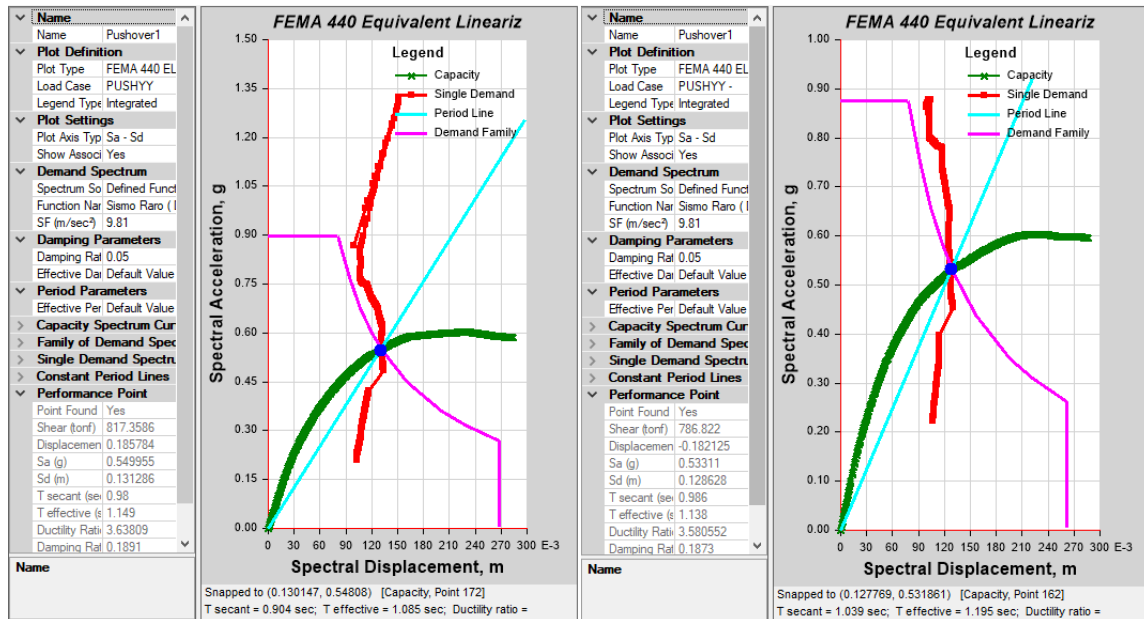 Name
Name Pushover1
Plot Definition
Plot Type FEMA 440 EL
Load Case PUSHYY
Legend Type Integrated
Plot Settings
Plot Axis Typ Sa - Sd
Show Associ Yes
Demand Spectrum
Spectrum So Defined Funct
Function Nar Sismo Raro (
SF (m/sec²) 9.81
Damping Parameters
Damping Rat 0.05
Effective Dar Default Value
Period Parameters
Effective Per Default Value
Capacity Spectrum Cur
Family of Demand Spec
Single Demand Spectru
Constant Period Lines
Performance Point
Point Found Yes
Shear (tonf) 817.3586
Displacemen 0.185784
Sa (g) 0.549955
Sd (m) 0.131286
T secant (sec 0.98
T effective (s 1.149
Ductility Ratio 3.63809
Damping Rat 0.1891
Name
FEMA 440 Equivalent Lineariz
Legend
Capacity
Single Demand
Period Line
Demand Family
Spectral Acceleration, g
1.50
1.35
1.20
1.05
0.90
0.75
0.60
0.45
0.30
0.15
0.00
0 30 60 90 120 150 180 210 240 270 300 E-3
Spectral Displacement, m
Snapped to (0.130147, 0.54808) [Capacity, Point 172]
T secant = 0.904 sec; T effective = 1.085 sec; Ductility ratio =
Name
Name Pushover1
Plot Definition
Plot Type FEMA 440 EL
Load Case PUSHYY -
Legend Type Integrated
Plot Settings
Plot Axis Typ Sa - Sd
Show Associ Yes
Demand Spectrum
Spectrum So Defined Funct
Function Nar Sismo Raro (
SF (m/sec²) 9.81
Damping Parameters
Damping Rat 0.05
Effective Dar Default Value
Period Parameters
Effective Per Default Value
Capacity Spectrum Cur
Family of Demand Spec
Single Demand Spectru
Constant Period Lines
Performance Point
Point Found Yes
Shear (tonf) 786.822
Displacemen -0.182125
Sa (g) 0.53311
Sd (m) 0.128628
T secant (sec 0.986
T effective (s 1.138
Ductility Ratio 3.580552
Damping Rat 0.1873
Name
FEMA 440 Equivalent Lineariz
Legend
Capacity
Single Demand
Period Line
Demand Family
Spectral Acceleration, g
1.00
0.90
0.80
0.70
0.60
0.50
0.40
0.30
0.20
0.10
0.00
0 30 60 90 120 150 180 210 240 270 300 E-3
Spectral Displacement, m
Snapped to (0.127769, 0.531861) [Capacity, Point 162]
T secant = 1.039 sec; T effective = 1.195 sec; Ductility ratio =